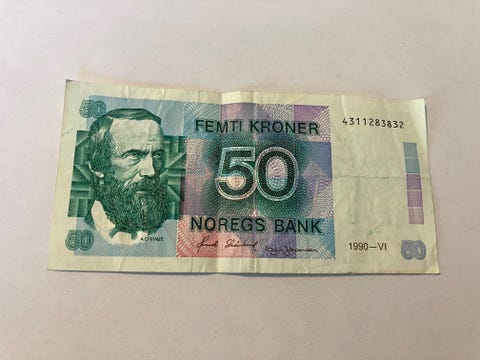 50
FEMTI KRONER
4311283832
50
NOREGS BANK
A.O.VINJE
50
1990-VI
50